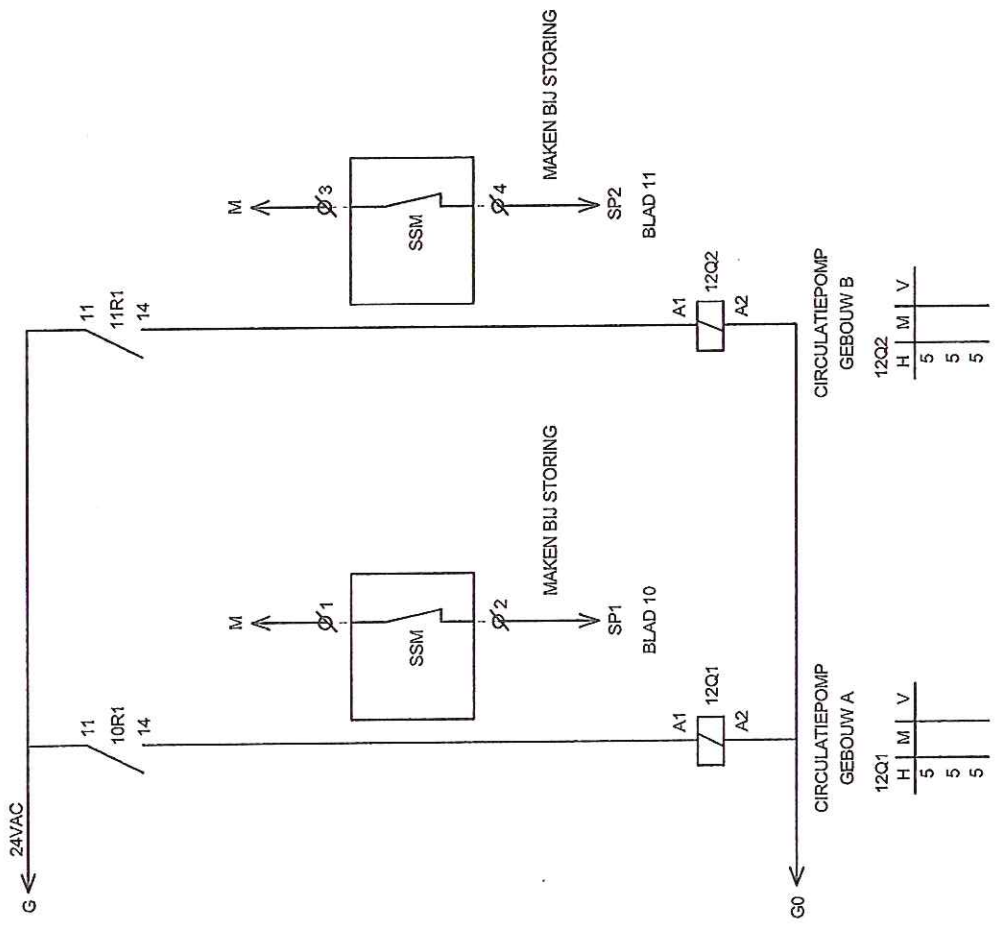 G
24VAC
11
10R1
14
11
11R1
14
M
1
SSM
2
MAKEN BIJ STORING
SP1
BLAD 10
M
3
SSM
4
MAKEN BIJ STORING
SP2
BLAD 11
A1
12Q1
A2
A1
12Q2
A2
G0
CIRCULATIEPOMP
GEBOUW A
12Q1
H M V
5
5
5
CIRCULATIEPOMP
GEBOUW B
12Q2
H M V
5
5
5